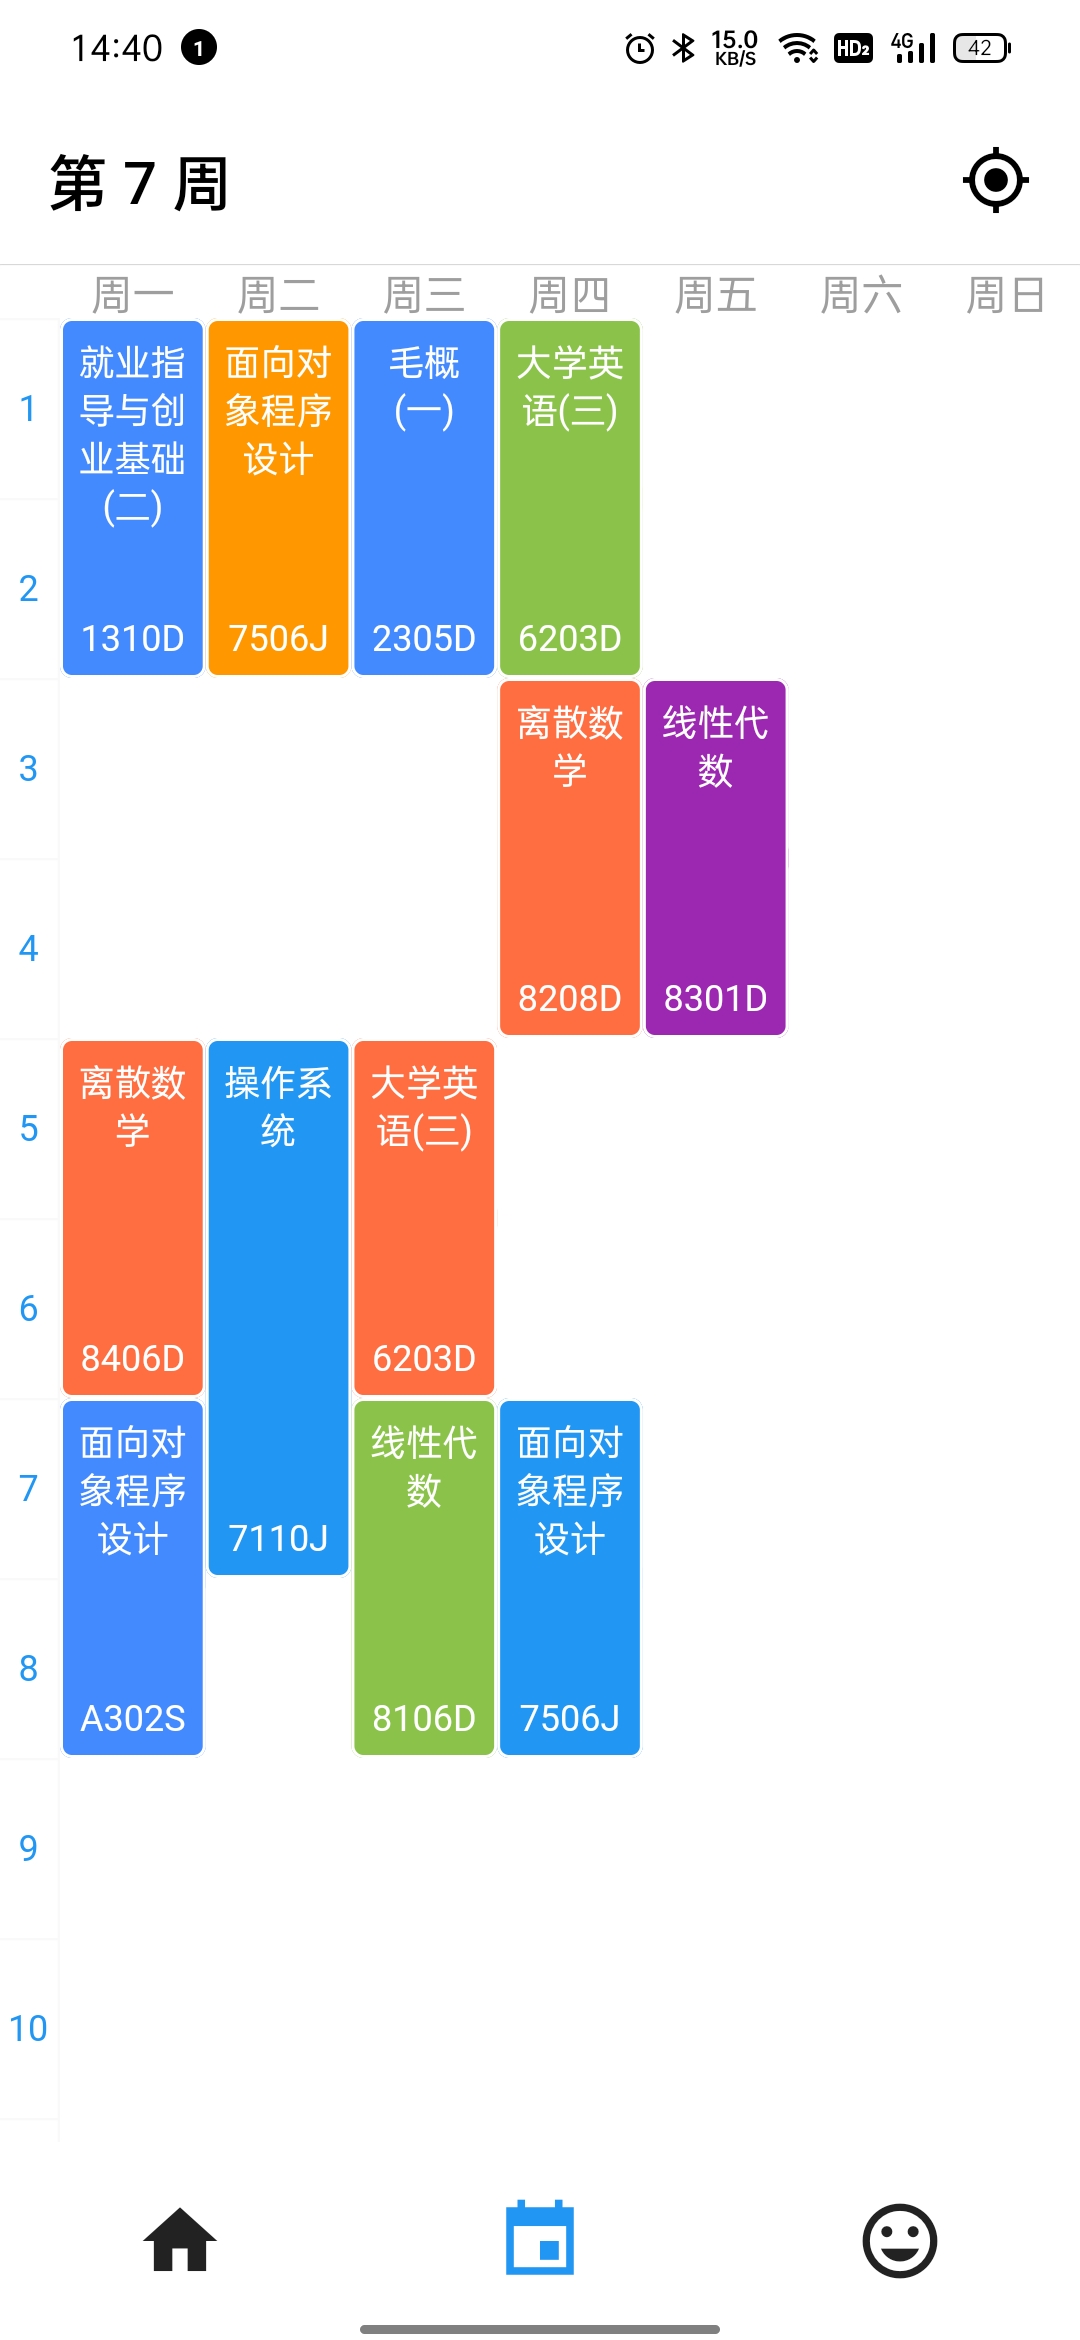 14:40
1
15.0
KB/S
HD2
4G
42
第 7 周
周一
周二
周三
周四
周五
周六
周日
1
就业指
导与创
业基础
(二)
1310D
面向对
象程序
设计
7506J
毛概
(一)
2305D
大学英
语(三)
6203D
2
3
离散数
学
8208D
线性代
数
8301D
4
5
离散数
学
8406D
操作系
统
7110J
大学英
语(三)
6203D
6
7
面向对
象程序
设计
A302S
线性代
数
8106D
面向对
象程序
设计
7506J
8
9
10